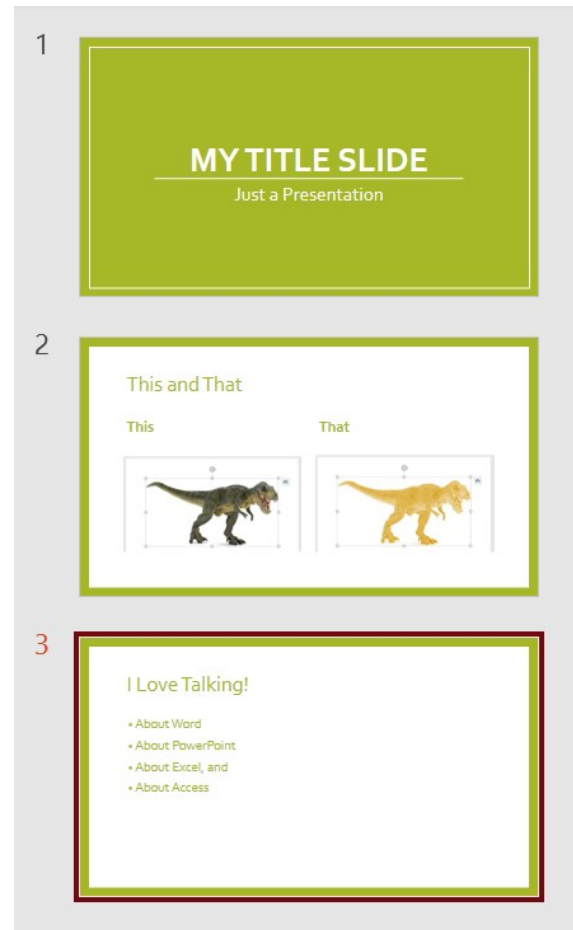 1
MY TITLE SLIDE
Just a Presentation
2
This and That
This That
3
I Love Talking!
• About Word
• About PowerPoint
• About Excel, and
• About Access